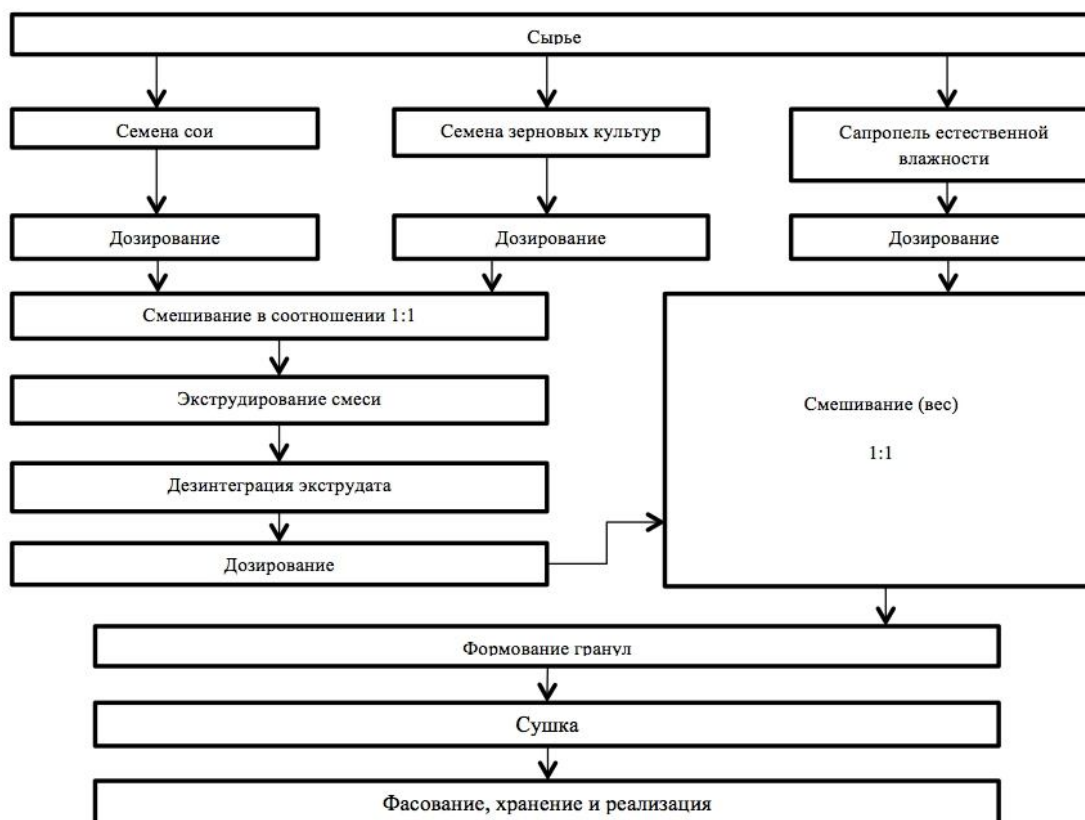 Сырье
Семена сои
Семена зерновых культур
Сапропель естественной
влажности
Дозирование
Дозирование
Дозирование
Смешивание в соотношении 1:1
Экструдирование смеси
Дезинтеграция экструдата
Дозирование
Смешивание (вес)
1:1
Формование гранул
Сушка
Фасование, хранение и реализация